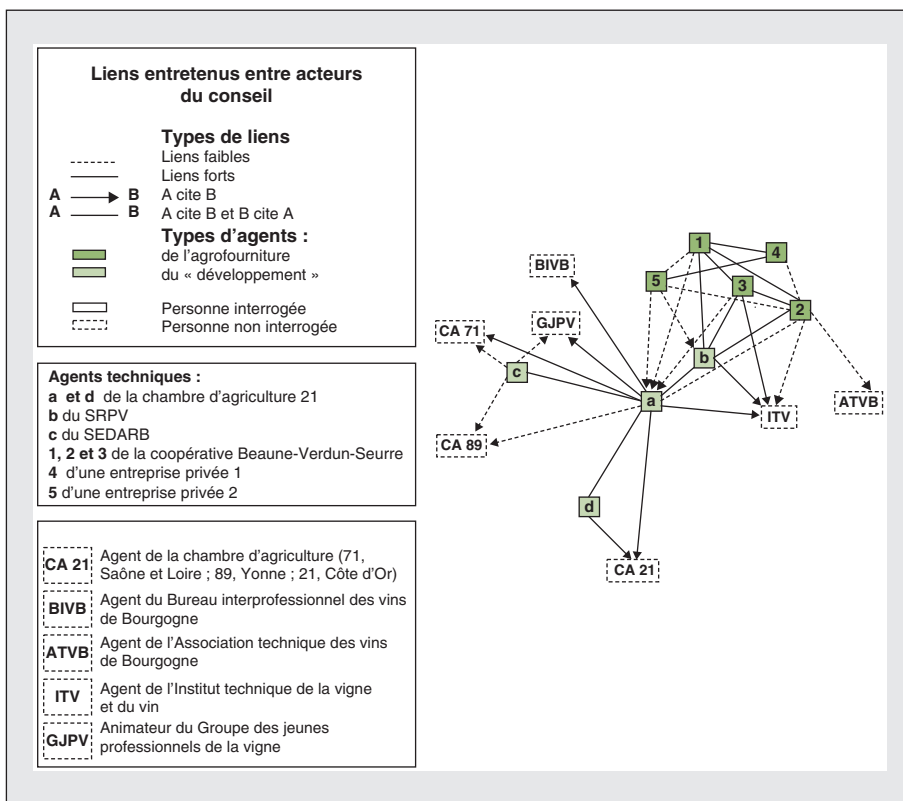 Liens entretenus entre acteurs
du conseil
Types de liens
Liens faibles
Liens forts
A B A cite B
A B A cite B et B cite A
Types d'agents :
de l'agrofourniture
du « développement »
Personne interrogée
Personne non interrogée
Agents techniques :
a et d de la chambre d'agriculture 21
b du SRPV
c du SEDARB
1, 2 et 3 de la coopérative Beaune-Verdun-Seurre
4 d'une entreprise privée 1
5 d'une entreprise privée 2
CA 21 Agent de la chambre d'agriculture (71,
Saône et Loire ; 89, Yonne ; 21, Côte d'Or)
BIVB Agent du Bureau interprofessionnel des vins
de Bourgogne
ATVB Agent de l'Association technique des vins
de Bourgogne
ITV Agent de l'Institut technique de la vigne
et du vin
GJPV Animateur du Groupe des jeunes
professionnels de la vigne
1
4
BIVB
5
3
2
GJPV
CA 71
b
c
a
ATVB
ITV
CA 89
d
CA 21